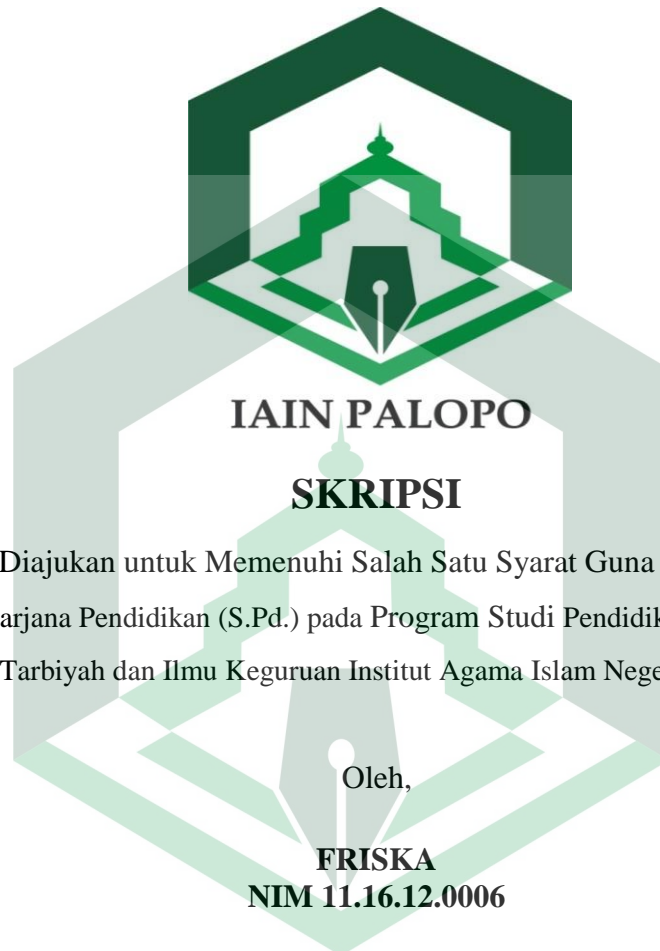 IAIN PALOPO
SKRIPSI
Diajukan untuk Memenuhi Salah Satu Syarat Guna
arjana Pendidikan (S.Pd.) pada Program Studi Pendidik
Tarbiyah dan Ilmu Keguruan Institut Agama Islam Nege
Oleh,
FRISKA
NIM 11.16.12.0006